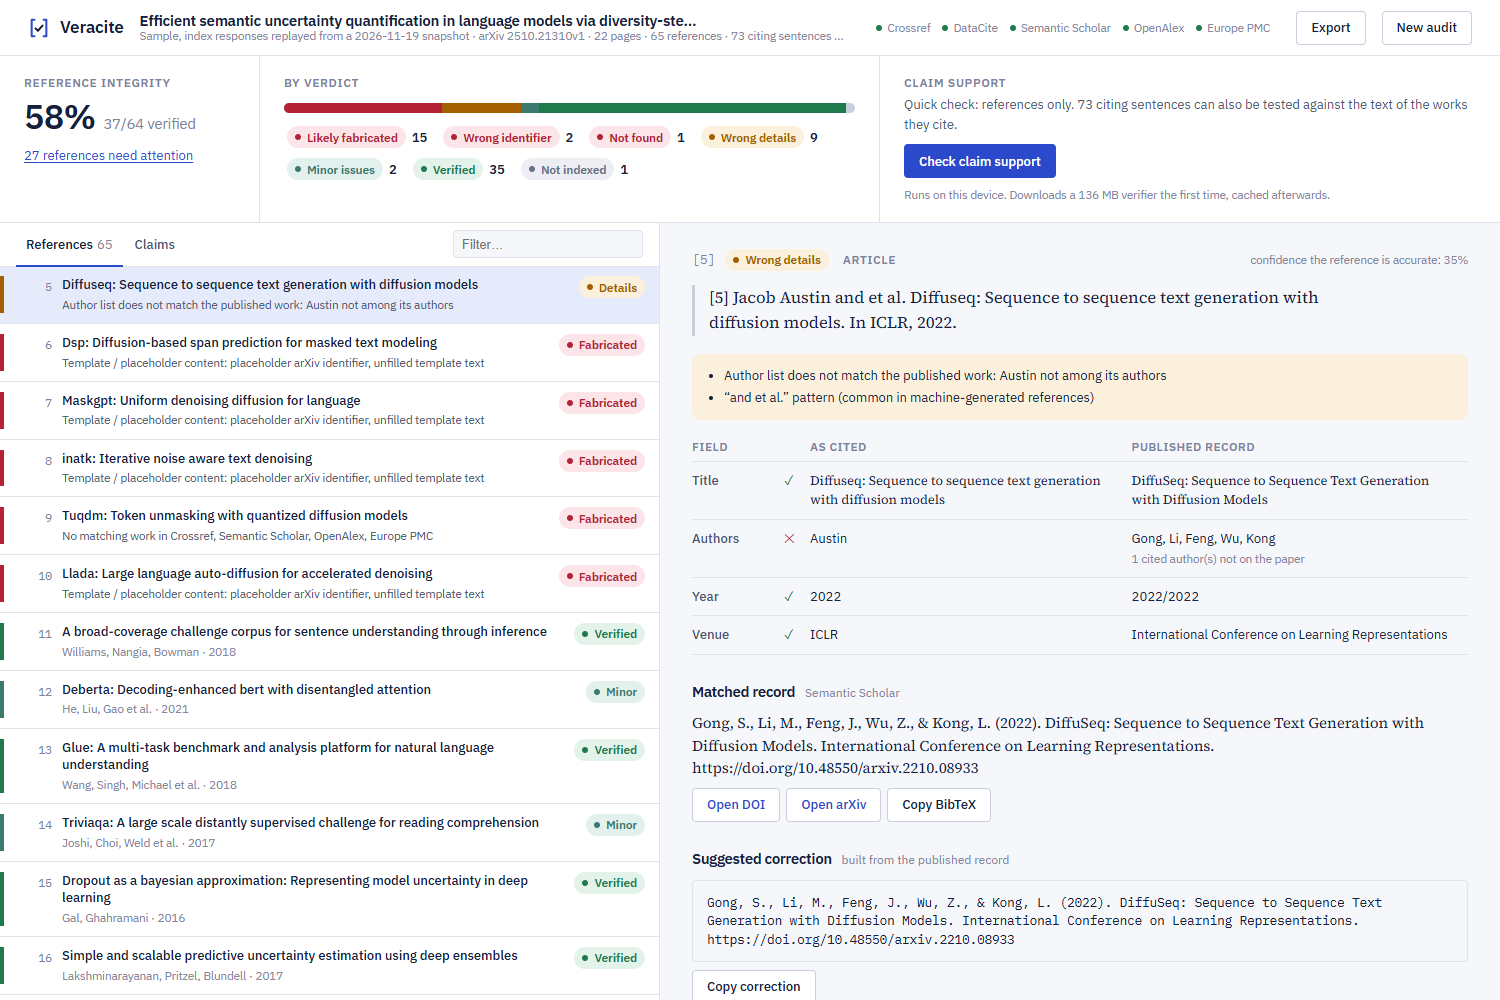 Veracite
Efficient semantic uncertainty quantification in language models via diversity-ste...
Sample, index responses replayed from a 2026-11-19 snapshot · arXiv 2510.21310v1 · 22 pages · 65 references · 73 citing sentences ...
Crossref
DataCite
Semantic Scholar
OpenAlex
Europe PMC
Export
New audit
REFERENCE INTEGRITY
58% 37/64 verified
27 references need attention
BY VERDICT
Likely fabricated 15
Wrong identifier 2
Not found 1
Wrong details 9
Minor issues 2
Verified 35
Not indexed 1
CLAIM SUPPORT
Quick check: references only. 73 citing sentences can also be tested against the text of the works
they cite.
Check claim support
Runs on this device. Downloads a 136 MB verifier the first time, cached afterwards.
References 65
Claims
Filter...
5 Diffuseq: Sequence to sequence text generation with diffusion models
Details
Author list does not match the published work: Austin not among its authors
6 Dsp: Diffusion-based span prediction for masked text modeling
Fabricated
Template / placeholder content: placeholder arXiv identifier, unfilled template text
7 Maskgpt: Uniform denoising diffusion for language
Fabricated
Template / placeholder content: placeholder arXiv identifier, unfilled template text
8 inatk: Iterative noise aware text denoising
Fabricated
Template / placeholder content: placeholder arXiv identifier, unfilled template text
9 Tuqdm: Token unmasking with quantized diffusion models
Fabricated
No matching work in Crossref, Semantic Scholar, OpenAlex, Europe PMC
10 Llada: Large language auto-diffusion for accelerated denoising
Fabricated
Template / placeholder content: placeholder arXiv identifier, unfilled template text
11 A broad-coverage challenge corpus for sentence understanding through inference
Verified
Williams, Nangia, Bowman · 2018
12 Deberta: Decoding-enhanced bert with disentangled attention
Minor
He, Liu, Gao et al. · 2021
13 Glue: A multi-task benchmark and analysis platform for natural language
understanding
Verified
Wang, Singh, Michael et al. · 2018
14 Triviaqa: A large scale distantly supervised challenge for reading comprehension
Minor
Joshi, Choi, Weld et al. · 2017
15 Dropout as a bayesian approximation: Representing model uncertainty in deep
learning
Verified
Gal, Ghahramani · 2016
16 Simple and scalable predictive uncertainty estimation using deep ensembles
Verified
Lakshminarayanan, Pritzel, Blundell · 2017
[5] Wrong details ARTICLE
confidence the reference is accurate: 35%
[5] Jacob Austin and et al. Diffuseq: Sequence to sequence text generation with
diffusion models. In ICLR, 2022.
• Author list does not match the published work: Austin not among its authors
• “and et al.” pattern (common in machine-generated references)
FIELD AS CITED PUBLISHED RECORD
Title ✓ Diffuseq: Sequence to sequence text generation
with diffusion models
DiffuSeq: Sequence to Sequence Text Generation
with Diffusion Models
Authors ✕ Austin
Gong, Li, Feng, Wu, Kong
1 cited author(s) not on the paper
Year ✓ 2022 2022/2022
Venue ✓ ICLR International Conference on Learning Representations
Matched record Semantic Scholar
Gong, S., Li, M., Feng, J., Wu, Z., & Kong, L. (2022). DiffuSeq: Sequence to Sequence Text Generation with
Diffusion Models. International Conference on Learning Representations.
https://doi.org/10.48550/arxiv.2210.08933
Open DOI
Open arXiv
Copy BibTeX
Suggested correction built from the published record
Gong, S., Li, M., Feng, J., Wu, Z., & Kong, L. (2022). DiffuSeq: Sequence to Sequence Text
Generation with Diffusion Models. International Conference on Learning Representations.
https://doi.org/10.48550/arxiv.2210.08933
Copy correction